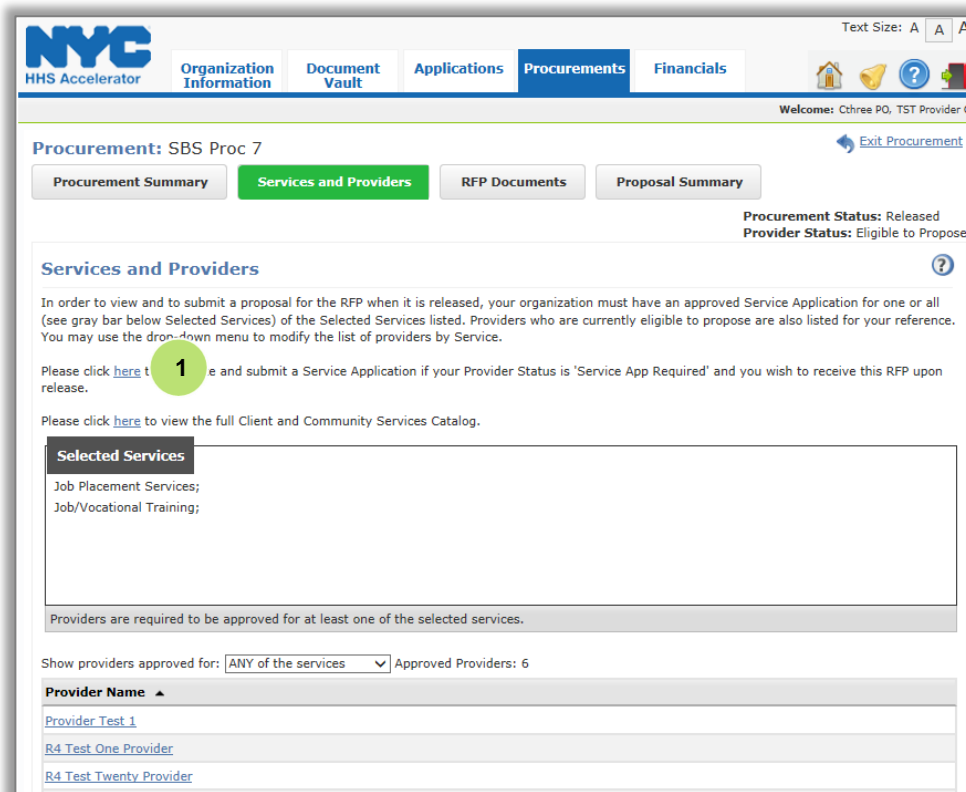 Text Size: A A A
NYC
HHS Accelerator
Organization Information
Document Vault
Applications
Procurements
Financials
Welcome: Cthree PO, TST Provider
Procurement: SBS Proc 7
Exit Procurement
Procurement Summary
Services and Providers
RFP Documents
Proposal Summary
Procurement Status: Released
Provider Status: Eligible to Propose
Services and Providers
?
In order to view and to submit a proposal for the RFP when it is released, your organization must have an approved Service Application for one or all
(see gray bar below Selected Services) of the Selected Services listed. Providers who are currently eligible to propose are also listed for your reference.
You may use the drop-down menu to modify the list of providers by Service.
Please click here t 1 e and submit a Service Application if your Provider Status is 'Service App Required' and you wish to receive this RFP upon
release.
Please click here to view the full Client and Community Services Catalog.
Selected Services
Job Placement Services;
Job/Vocational Training;
Providers are required to be approved for at least one of the selected services.
Show providers approved for: ANY of the services Approved Providers: 6
Provider Name ▲
Provider Test 1
R4 Test One Provider
R4 Test Twenty Provider